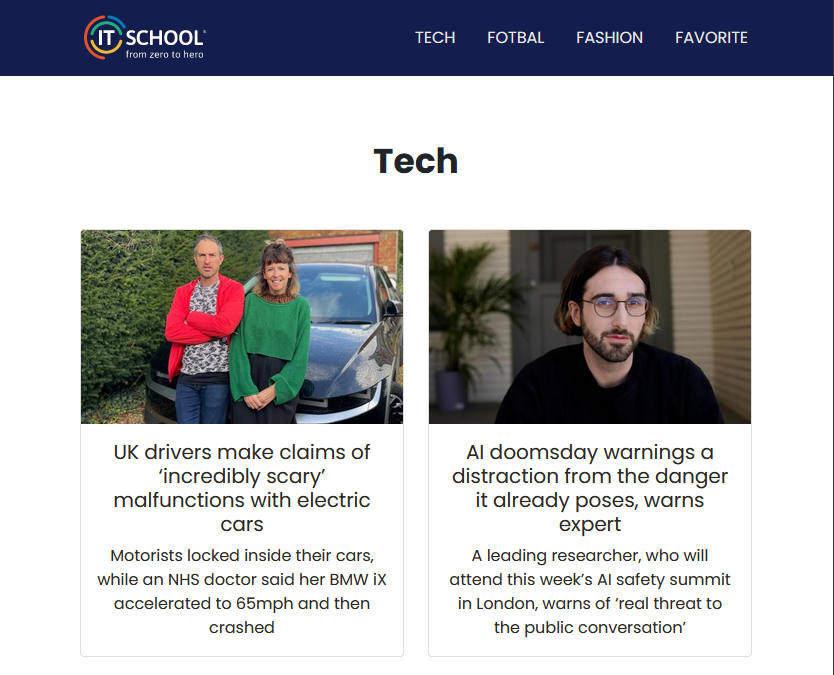 IT SCHOOL
from zero to hero
TECH FOTBAL FASHION FAVORITE
Tech
UK drivers make claims of
‘incredibly scary’
malfunctions with electric
cars
Motorists locked inside their cars,
while an NHS doctor said her BMW iX
accelerated to 65mph and then
crashed
AI doomsday warnings a
distraction from the danger
it already poses, warns
expert
A leading researcher, who will
attend this week’s AI safety summit
in London, warns of ‘real threat to
the public conversation’